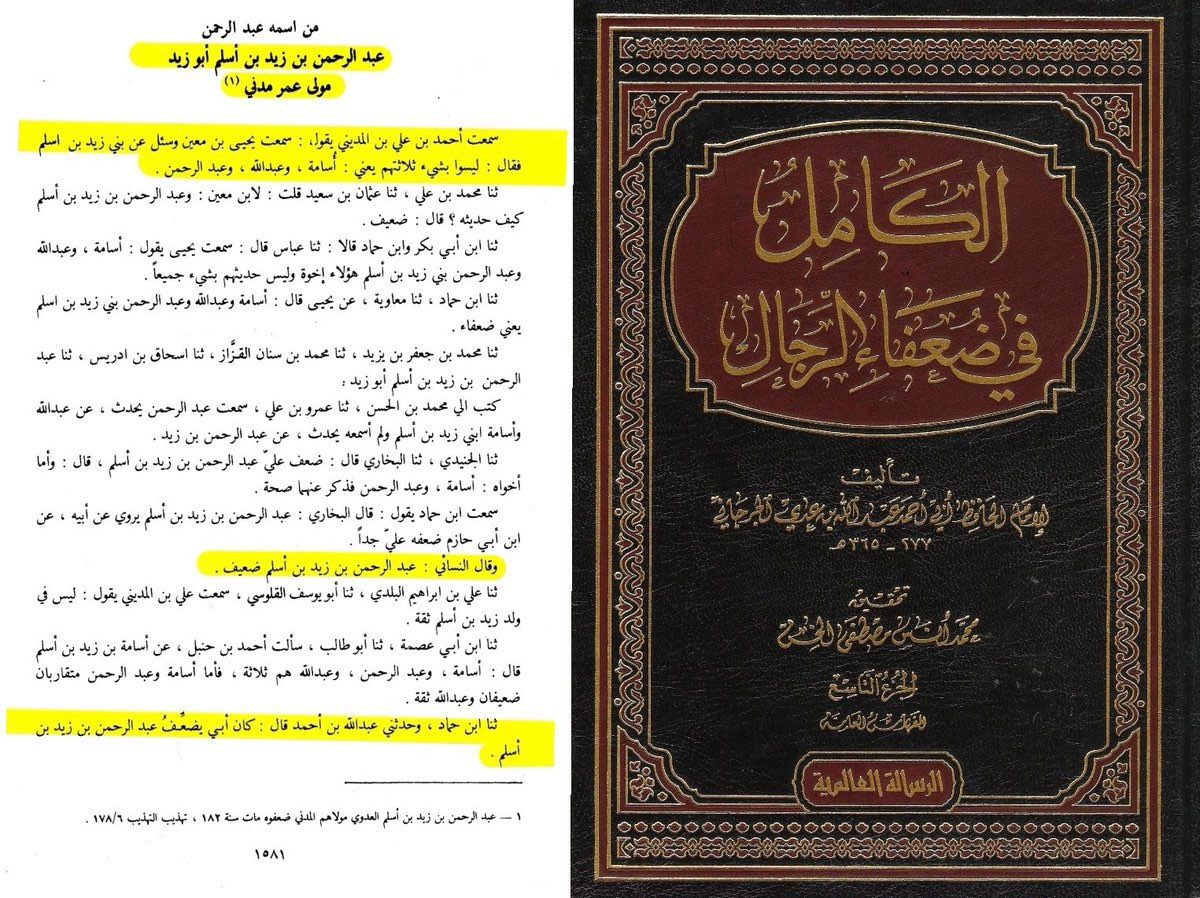 من اسمه عبد الرحمن
عبد الرحمن بن زيد بن أسلم أبو زيد
مولى عمر مدني (١)
سمعت أحمد بن علي بن المديني يقول، : سمعت يحيى بن معين وسئل عن بني زيد بن اسلم
فقال : ليسوا بشيء ثلاثتهم يعني : أسامة ، وعبدالله ، وعبد الرحمن .
ثنا محمد بن علي ، ثنا عثمان بن سعيد قلت : لابن معين : وعبد الرحمن بن زيد بن أسلم
كيف حديثه ؟ قال : ضعيف .
ثنا ابن أبي بكر وابن حماد قالا : ثنا عباس قال : سمعت يحيى يقول : أسامة ، وعبدالله
وعبد الرحمن بني زيد بن أسلم هؤلاء إخوة وليس حديثهم بشيء جميعاً .
ثنا ابن حماد ، ثنا معاوية ، عن يحيى قال : أسامة وعبدالله وعبد الرحمن بني زيد بن اسلم
يعني ضعفاء .
ثنا محمد بن جعفر بن يزيد ، ثنا محمد بن سنان القزَّاز ، ثنا اسحاق بن ادريس ، ثنا عبد
الرحمن بن زيد بن أسلم أبو زيد :
كتب الي محمد بن الحسن ، ثنا عمرو بن علي ، سمعت عبد الرحمن يحدث ، عن عبدالله
وأسامة ابني زيد بن أسلم ولم أسمعه يحدث ، عن عبد الرحمن بن زيد .
ثنا الجنيدي ، ثنا البخاري قال : ضعف عليّ عبد الرحمن بن زيد بن أسلم ، قال : وأما
أخواه : أسامة ، وعبد الرحمن فذكر عنهما صحة .
سمعت ابن حماد يقول : قال البخاري : عبد الرحمن بن زيد بن أسلم يروي عن أبيه ، عن
ابن أبي حازم ضعفه عليّ جداً .
وقال النسائي : عبد الرحمن بن زيد بن أسلم ضعيف .
ثنا علي بن ابراهيم البلدي ، ثنا أبو يوسف القلوسي ، سمعت علي بن المديني يقول : ليس في
ولد زيد بن أسلم ثقة .
ثنا ابن أبي عصمة ، ثنا أبو طالب ، سألت أحمد بن حنبل ، عن أسامة بن زيد بن أسلم
قال : أسامة ، وعبد الرحمن ، وعبدالله هم ثلاثة ، فأما أسامة وعبد الرحمن متقاربان
ضعيفان وعبدالله ثقة .
ثنا ابن حماد ، وحدثني عبدالله بن أحمد قال : كان أبي يضعِّفُ عبد الرحمن بن زيد بن
أسلم .
١ — عبد الرحمن بن زيد بن أسلم العدوي مولاهم المدني ضعفوه مات سنة ١٨٢ ، تهذيب التهذيب ١٧٨/٦ .
١٥٨١
الكامل
في ضعفاء الرجال
تأليف
الإمام الحافظ أبي أحمد عبد الله بن عدي الجرجاني
٢٧٧ - ٣٦٥ هـ
تحقيق
محمد أنس مصطفى الخن
الجزء التاسع
الرسالة العالمية